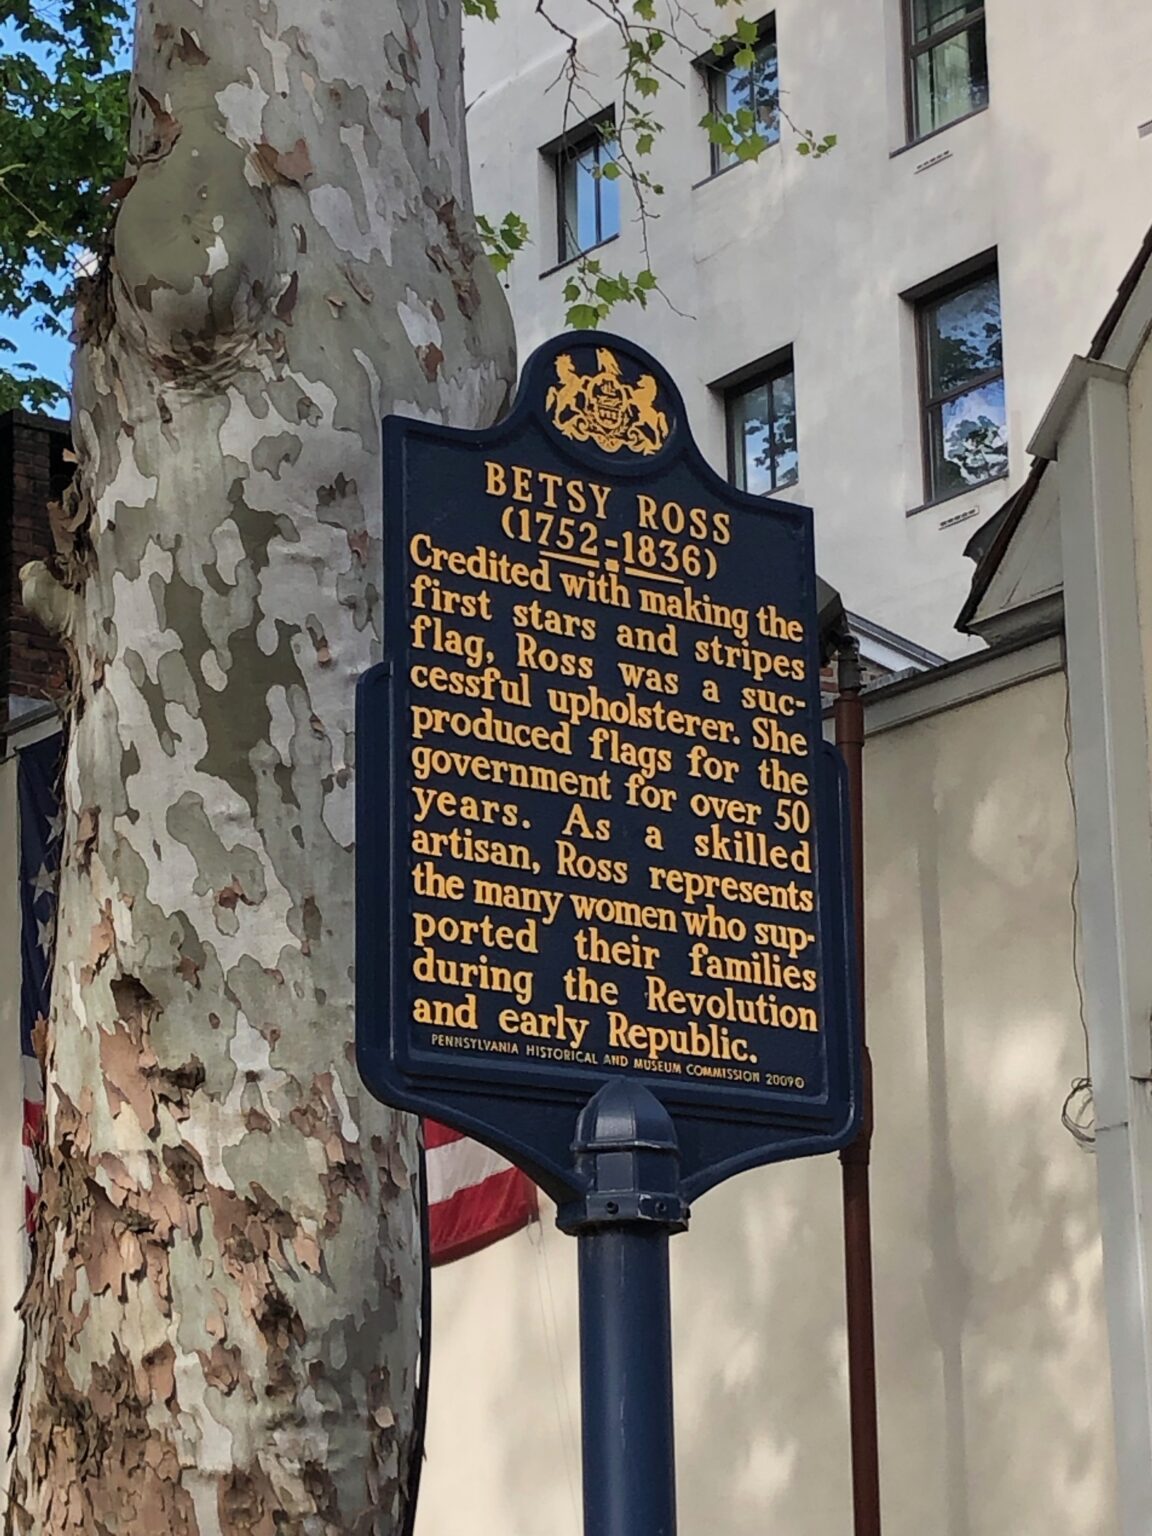 BETSY ROSS
(1752-1836)
Credited with making the
first stars and stripes
flag, Ross was a suc-
cessful upholsterer. She
produced flags for the
government for over 50
years. As a skilled
artisan, Ross represents
the many women who sup-
ported their families
during the Revolution
and early Republic.
PENNSYLVANIA HISTORICAL AND MUSEUM COMMISSION 2009©